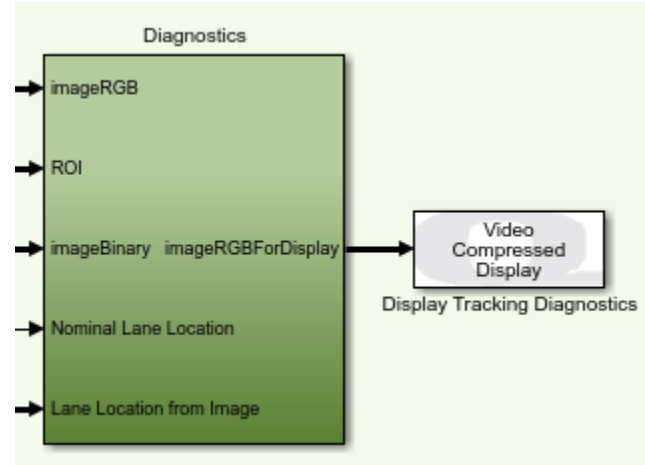 Diagnostics
imageRGB
ROI
imageBinary imageRGBForDisplay
Nominal Lane Location
Lane Location from Image
Video
Compressed
Display
Display Tracking Diagnostics